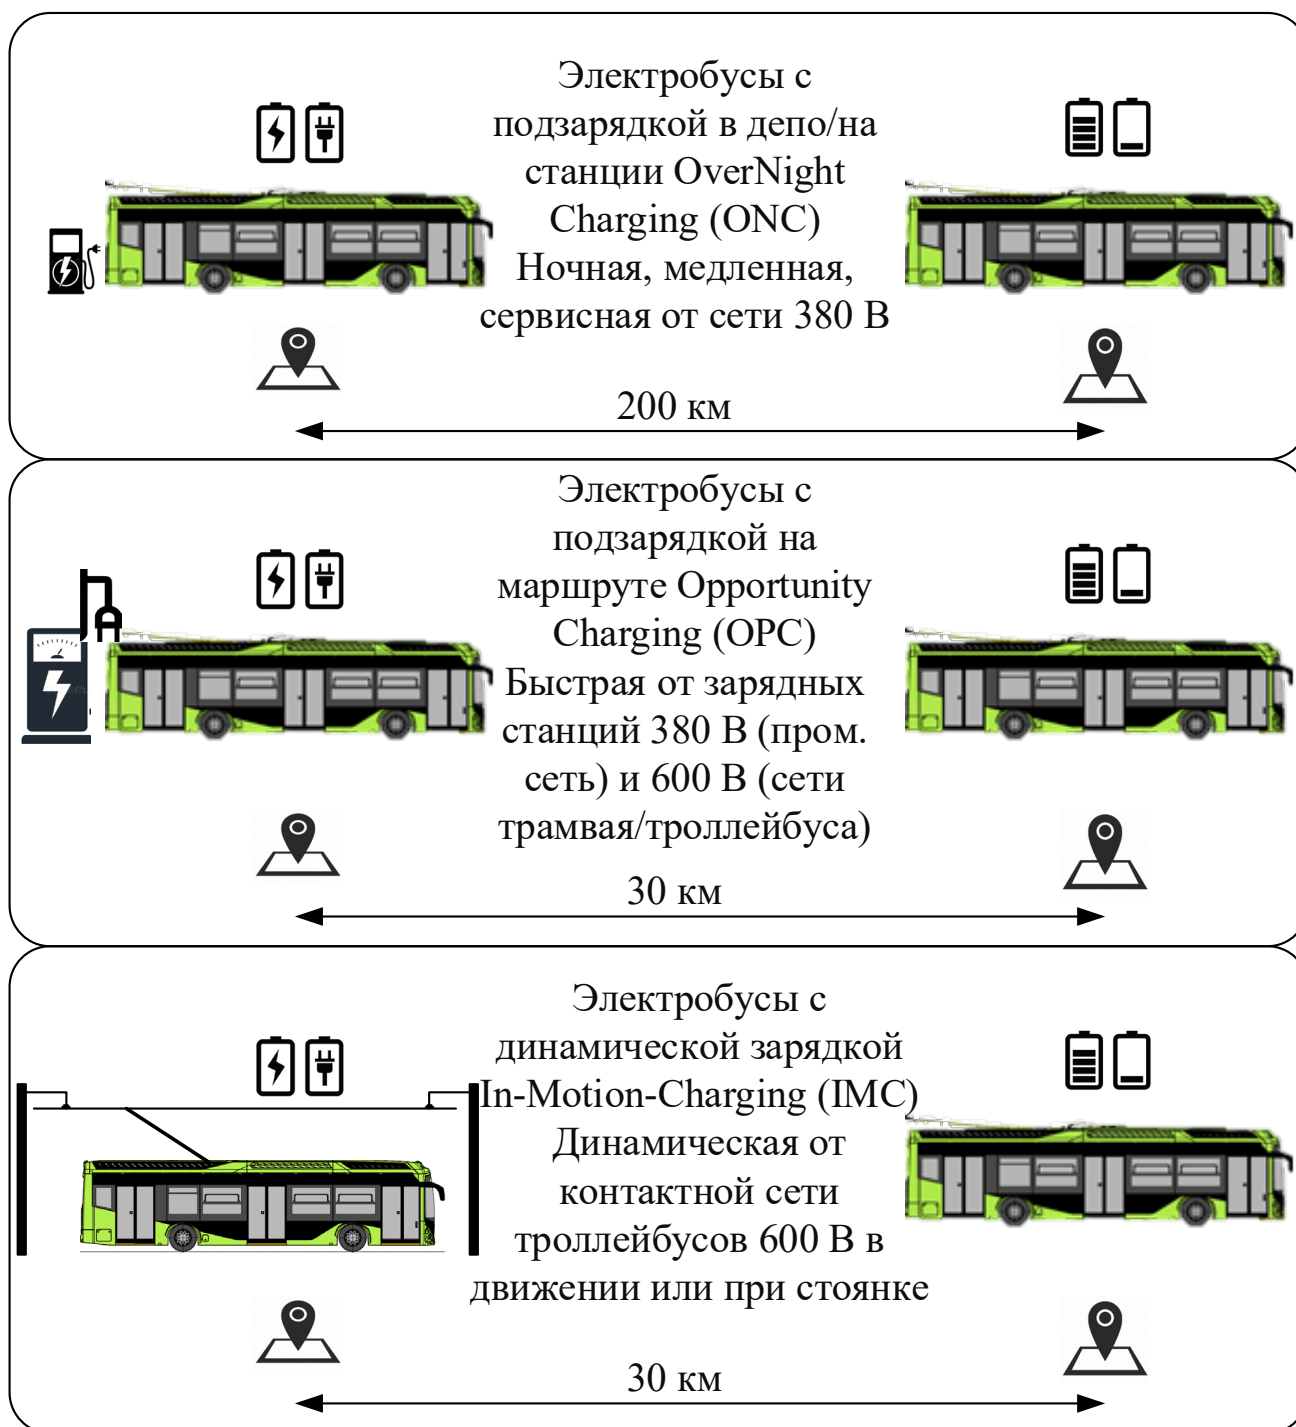 Электробусы с
подзарядкой в депо/на
станции OverNight
Charging (ONC)
Ночная, медленная,
сервисная от сети 380 В
200 км
Электробусы с
подзарядкой на
маршруте Opportunity
Charging (OPC)
Быстрая от зарядных
станций 380 В (пром.
сеть) и 600 В (сети
трамвая/троллейбуса)
30 км
Электробусы с
динамической зарядкой
In-Motion-Charging (IMC)
Динамическая от
контактной сети
троллейбусов 600 В в
движении или при стоянке
30 км